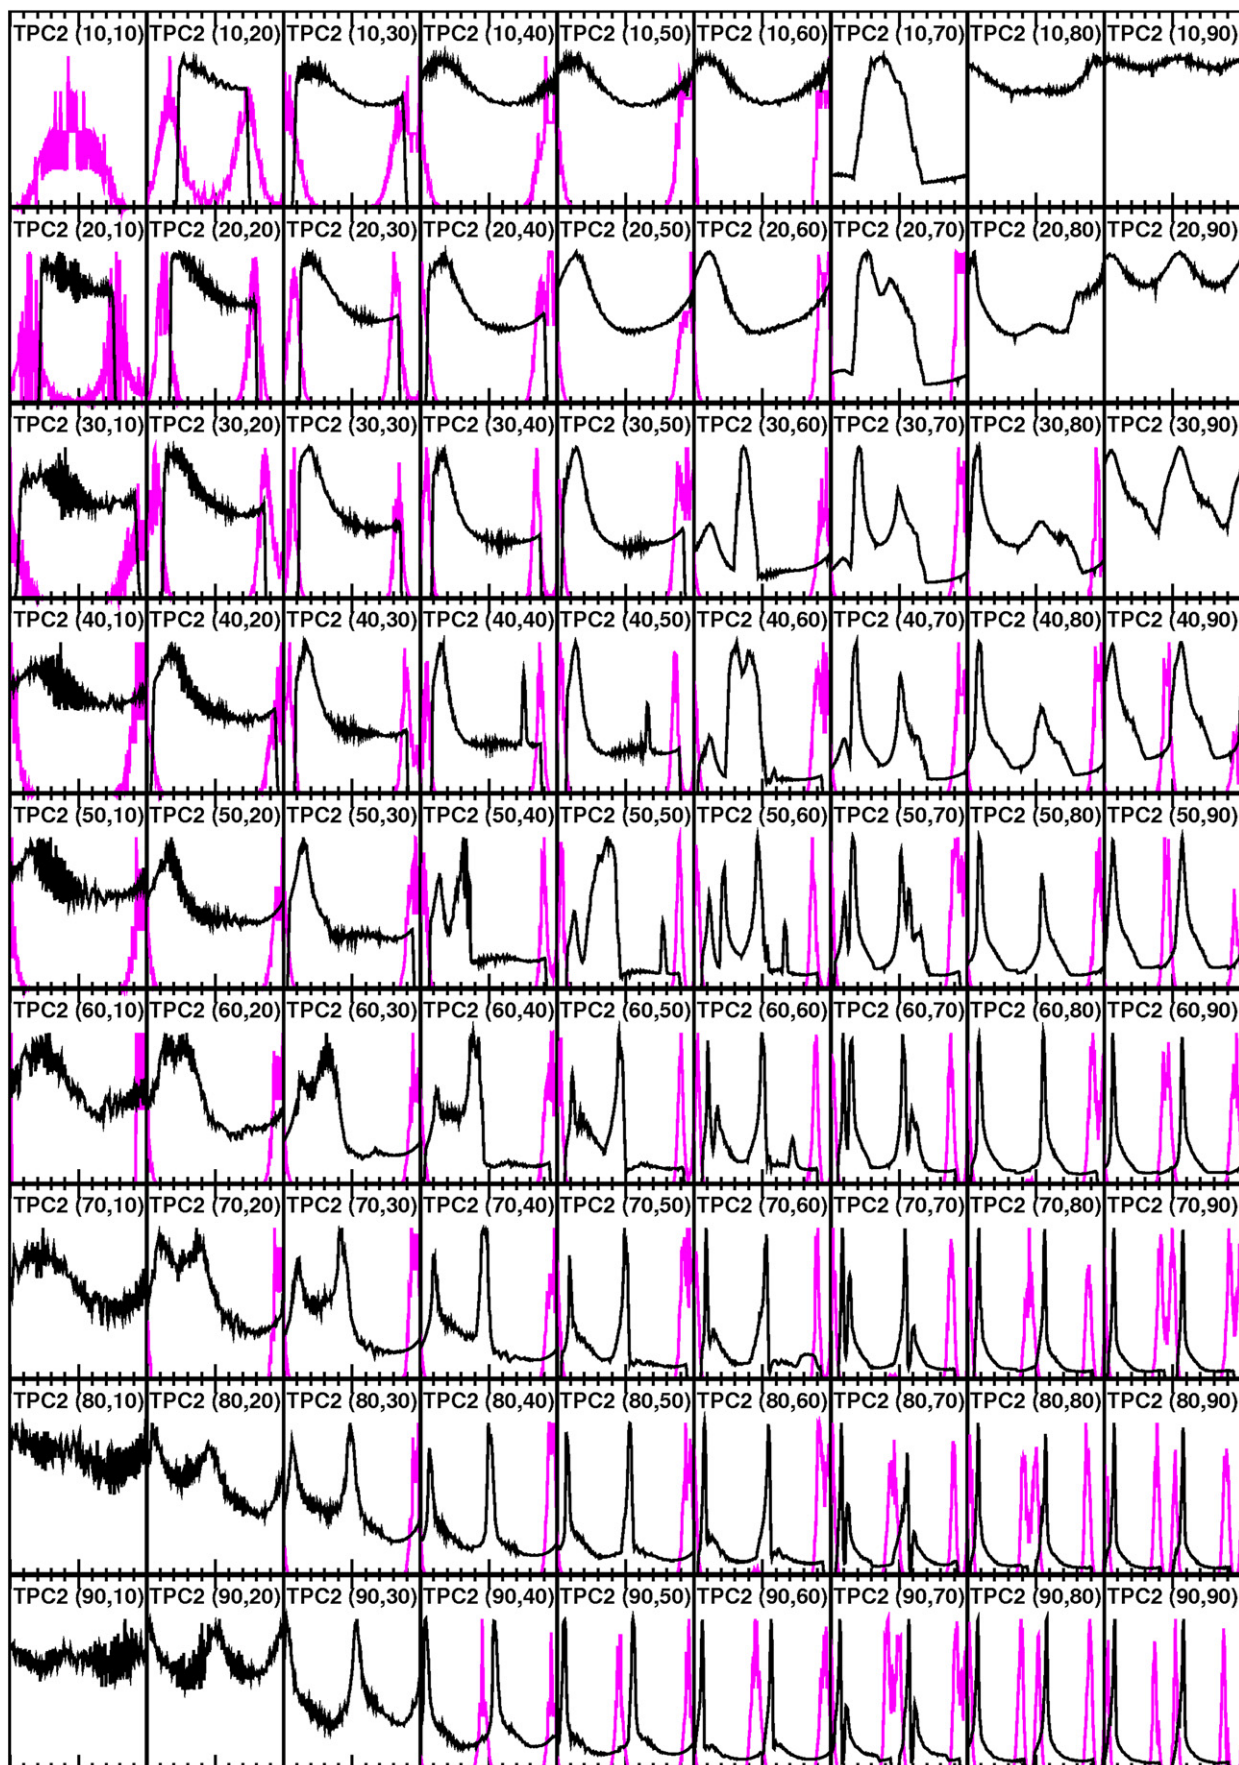 TPC2 (10,10) TPC2 (10,20) TPC2 (10,30) TPC2 (10,40) TPC2 (10,50) TPC2 (10,60) TPC2 (10,70) TPC2 (10,80) TPC2 (10,90)
TPC2 (20,10) TPC2 (20,20) TPC2 (20,30) TPC2 (20,40) TPC2 (20,50) TPC2 (20,60) TPC2 (20,70) TPC2 (20,80) TPC2 (20,90)
TPC2 (30,10) TPC2 (30,20) TPC2 (30,30) TPC2 (30,40) TPC2 (30,50) TPC2 (30,60) TPC2 (30,70) TPC2 (30,80) TPC2 (30,90)
TPC2 (40,10) TPC2 (40,20) TPC2 (40,30) TPC2 (40,40) TPC2 (40,50) TPC2 (40,60) TPC2 (40,70) TPC2 (40,80) TPC2 (40,90)
TPC2 (50,10) TPC2 (50,20) TPC2 (50,30) TPC2 (50,40) TPC2 (50,50) TPC2 (50,60) TPC2 (50,70) TPC2 (50,80) TPC2 (50,90)
TPC2 (60,10) TPC2 (60,20) TPC2 (60,30) TPC2 (60,40) TPC2 (60,50) TPC2 (60,60) TPC2 (60,70) TPC2 (60,80) TPC2 (60,90)
TPC2 (70,10) TPC2 (70,20) TPC2 (70,30) TPC2 (70,40) TPC2 (70,50) TPC2 (70,60) TPC2 (70,70) TPC2 (70,80) TPC2 (70,90)
TPC2 (80,10) TPC2 (80,20) TPC2 (80,30) TPC2 (80,40) TPC2 (80,50) TPC2 (80,60) TPC2 (80,70) TPC2 (80,80) TPC2 (80,90)
TPC2 (90,10) TPC2 (90,20) TPC2 (90,30) TPC2 (90,40) TPC2 (90,50) TPC2 (90,60) TPC2 (90,70) TPC2 (90,80) TPC2 (90,90)